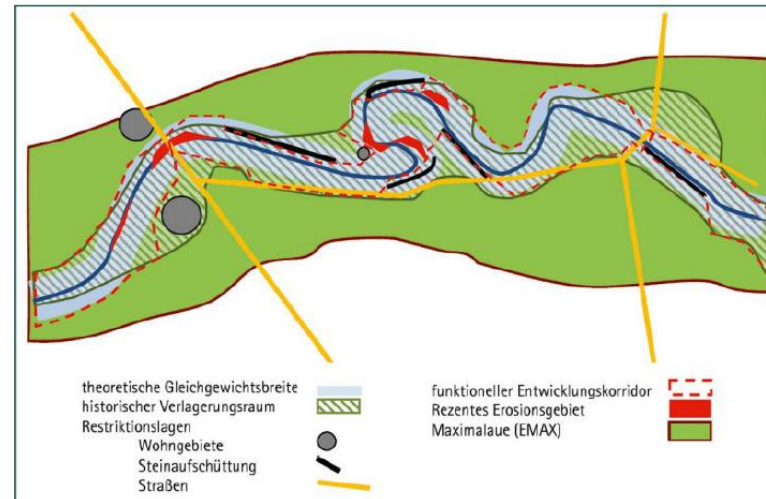 theoretische Gleichgewichtsbreite
historischer Verlagerungsraum
Restriktionslagen
Wohngebiete
Steinaufschüttung
Straßen
funktioneller Entwicklungskorridor
Rezentes Erosionsgebiet
Maximalaue (EMAX)